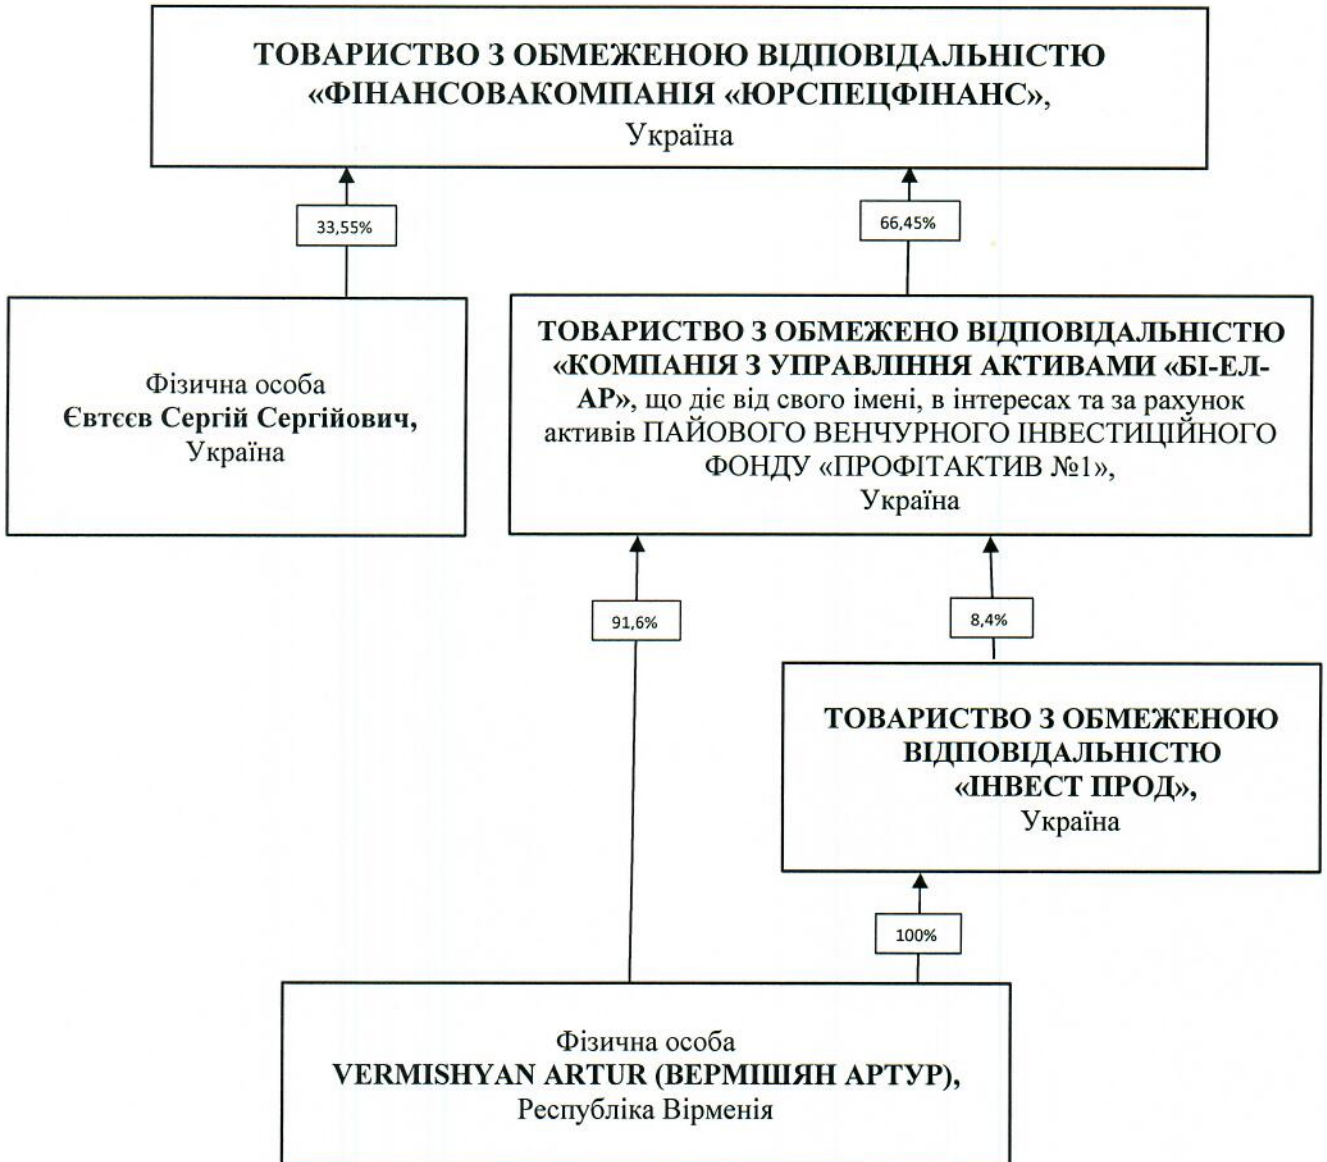 ТОВАРИСТВО З ОБМЕЖЕНОЮ ВІДПОВІДАЛЬНІСТЮ
«ФІНАНСОВАКОМПАНІЯ «ЮРСПЕЦФІНАНС»,
Україна
33,55%
66,45%
Фізична особа
Євтєєв Сергій Сергійович,
Україна
ТОВАРИСТВО З ОБМЕЖЕНО ВІДПОВІДАЛЬНІСТЮ
«КОМПАНІЯ З УПРАВЛІННЯ АКТИВАМИ «БІ-ЕЛ-
АР», що діє від свого імені, в інтересах та за рахунок
активів ПАЙОВОГО ВЕНЧУРНОГО ІНВЕСТИЦІЙНОГО
ФОНДУ «ПРОФІТАКТИВ №1»,
Україна
91,6%
8,4%
ТОВАРИСТВО З ОБМЕЖЕНОЮ
ВІДПОВІДАЛЬНІСТЮ
«ІНВЕСТ ПРОД»,
Україна
100%
Фізична особа
VERMISHYAN ARTUR (ВЕРМІШЯН АРТУР),
Республіка Вірменія